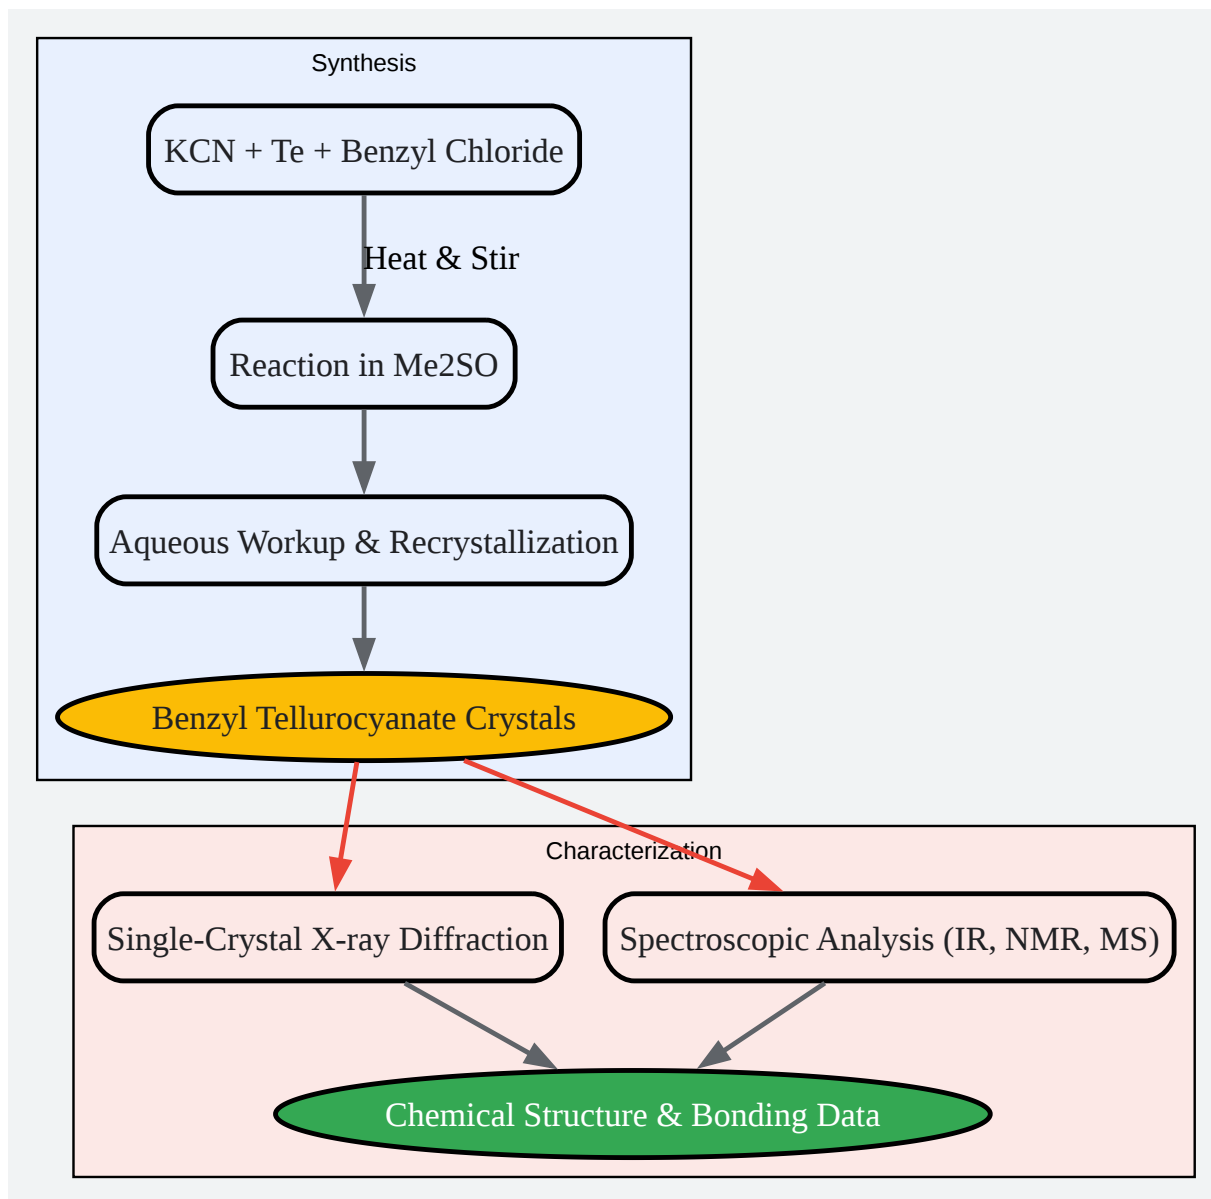 Synthesis
KCN + Te + Benzyl Chloride
Heat & Stir
Reaction in Me2SO
Aqueous Workup & Recrystallization
Benzyl Tellurocyanate Crystals
Characterization
Single-Crystal X-ray Diffraction
Spectroscopic Analysis (IR, NMR, MS)
Chemical Structure & Bonding Data